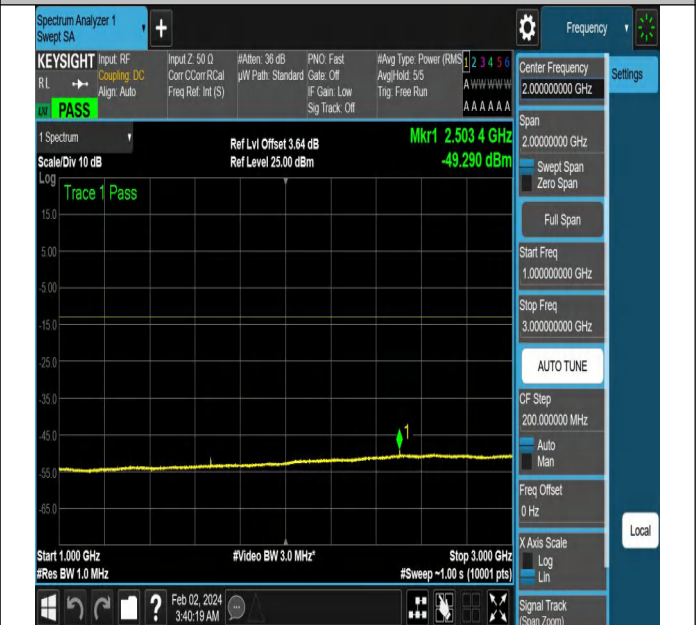 Spectrum Analyzer 1
Swept SA
Frequency
KEYSIGHT
RL
PASS
Input: RF
Coupling: DC
Align: Auto
Input Z: 50 Ω
Corr CCorr RCal
Freq Ref: Int (S)
#Atten: 36 dB
µW Path: Standard
PNO: Fast
Gate: Off
IF Gain: Low
Sig Track: Off
#Avg Type: Power (RMS
Avg|Hold: 5/5
Trig: Free Run
1 2 3 4 5 6
A W W W W W
A A A A A A
1 Spectrum
Scale/Div 10 dB
Ref Lvl Offset 3.64 dB
Ref Level 25.00 dBm
Mkr1 2.503 4 GHz
-49.290 dBm
Log
Trace 1 Pass
15.0
5.00
-5.00
-15.0
-25.0
-35.0
-45.0
-55.0
-65.0
1
Start 1.000 GHz
#Res BW 1.0 MHz
#Video BW 3.0 MHz*
Stop 3.000 GHz
#Sweep ~1.00 s (10001 pts)
Feb 02, 2024
3:40:19 AM
Center Frequency
2.000000000 GHz
Span
2.00000000 GHz
Swept Span
Zero Span
Full Span
Start Freq
1.000000000 GHz
Stop Freq
3.000000000 GHz
AUTO TUNE
CF Step
200.000000 MHz
Auto
Man
Freq Offset
0 Hz
X Axis Scale
Log
Lin
Signal Track
(Span Zoom)
Settings
Local